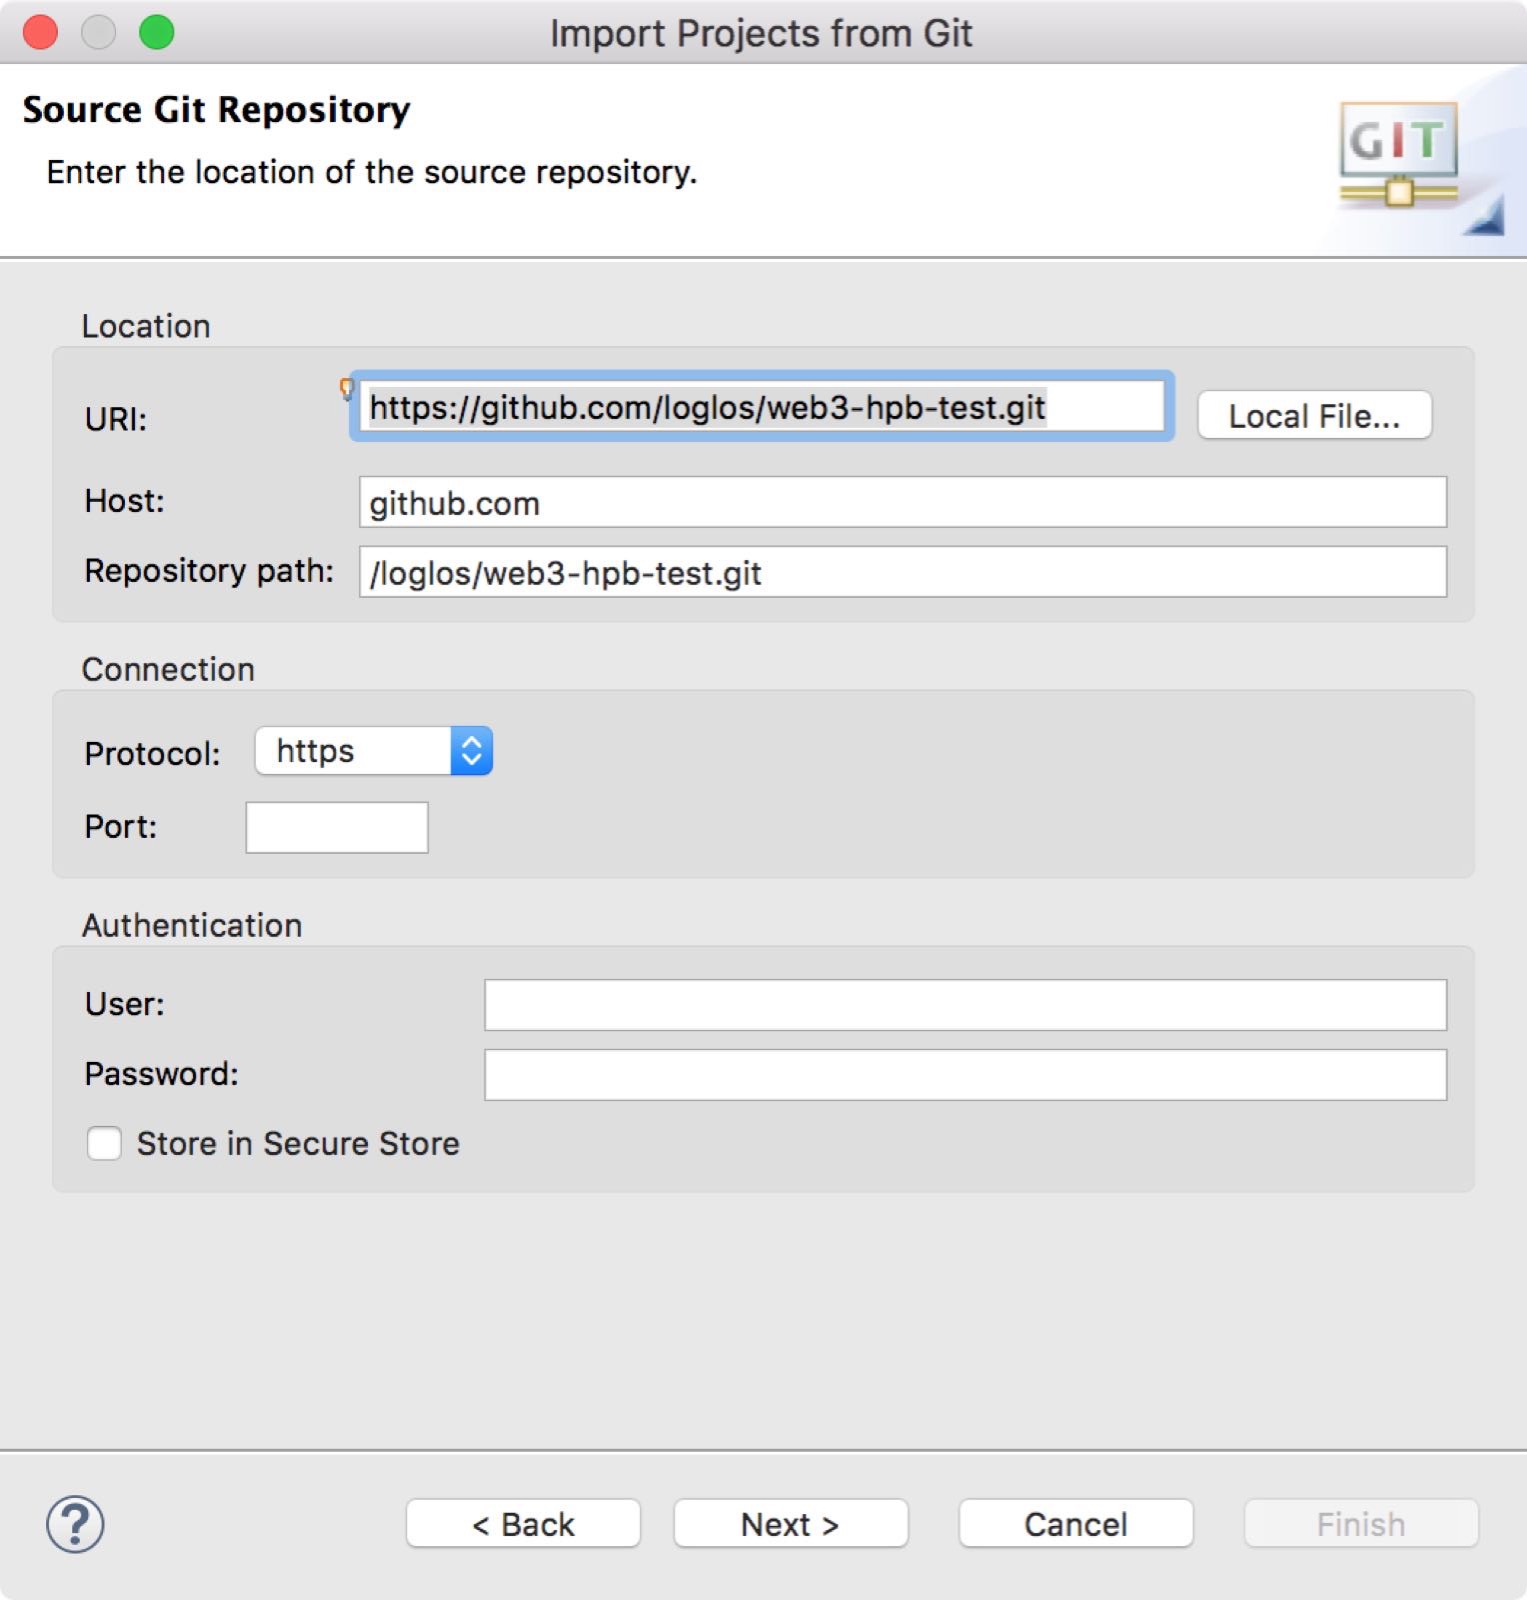 Import Projects from Git
Source Git Repository
Enter the location of the source repository.
GIT
Location
URI: https://github.com/loglos/web3-hpb-test.git Local File...
Host: github.com
Repository path: /loglos/web3-hpb-test.git
Connection
Protocol: https
Port:
Authentication
User:
Password:
Store in Secure Store
? < Back Next > Cancel Finish